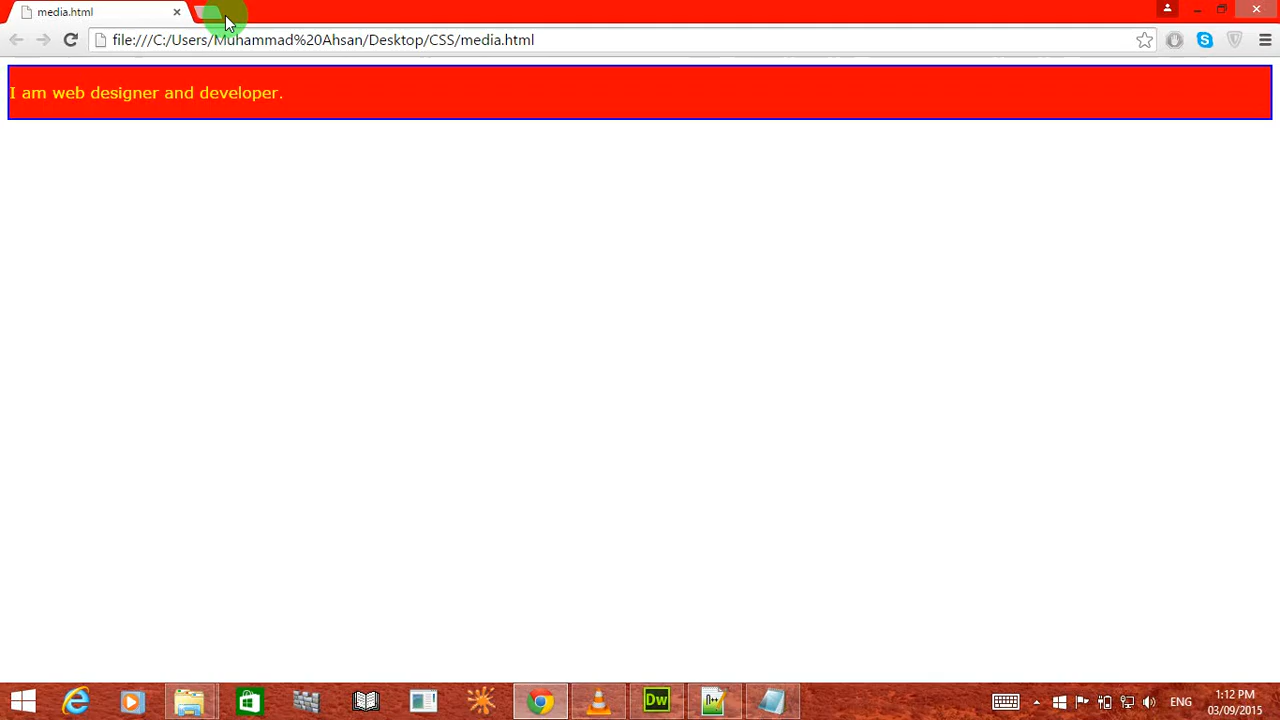 media.html
file:///C:/Users/Muhammad%20Ahsan/Desktop/CSS/media.html
I am web designer and developer.
Dw
n++
ENG
1:12 PM
03/09/2015